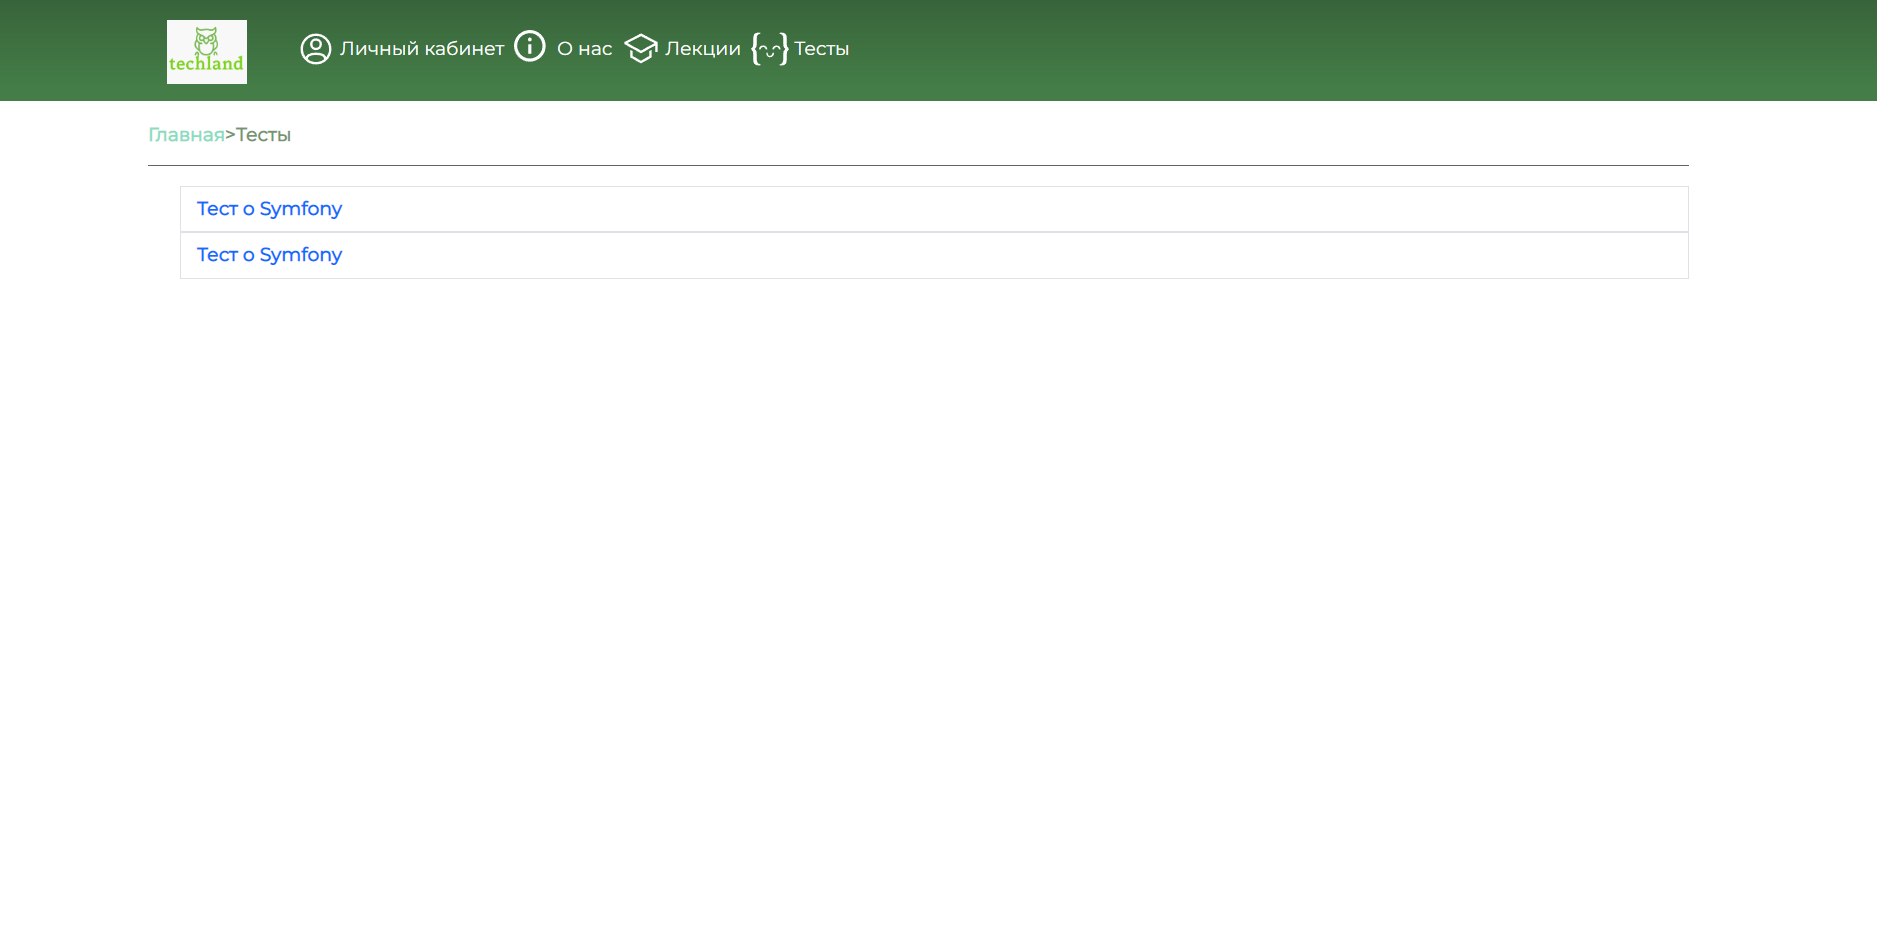 techland
Личный кабинет О нас Лекции Тесты
Главная>Тесты
Тест о Symfony
Тест о Symfony